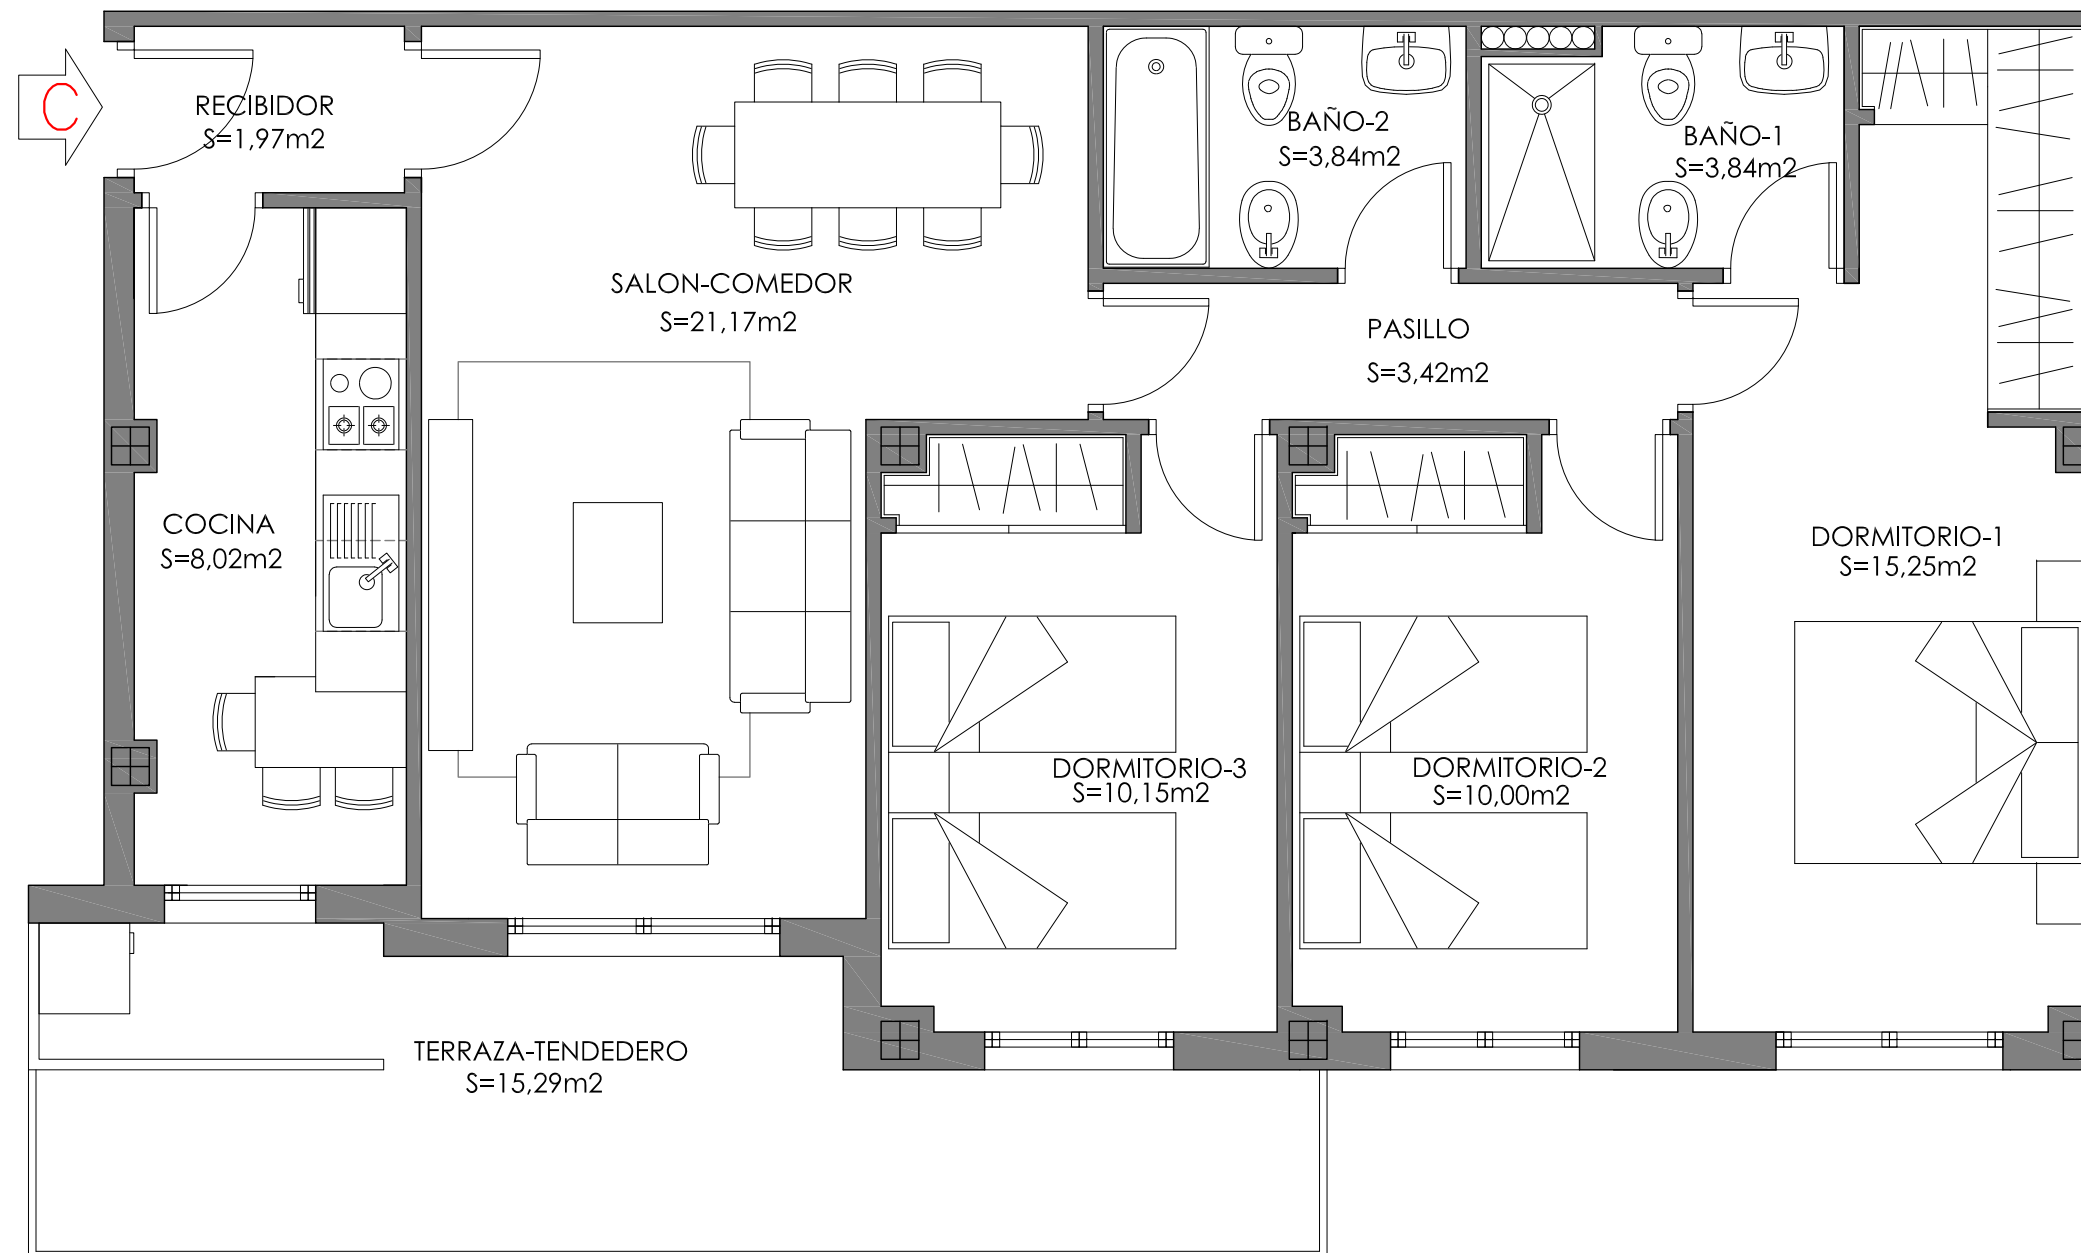 C
RECIBIDOR
S=1,97m2
BAÑO-2
S=3,84m2
BAÑO-1
S=3,84m2
SALON-COMEDOR
S=21,17m2
PASILLO
S=3,42m2
COCINA
S=8,02m2
DORMITORIO-1
S=15,25m2
DORMITORIO-3
S=10,15m2
DORMITORIO-2
S=10,00m2
TERRAZA-TENDEDERO
S=15,29m2